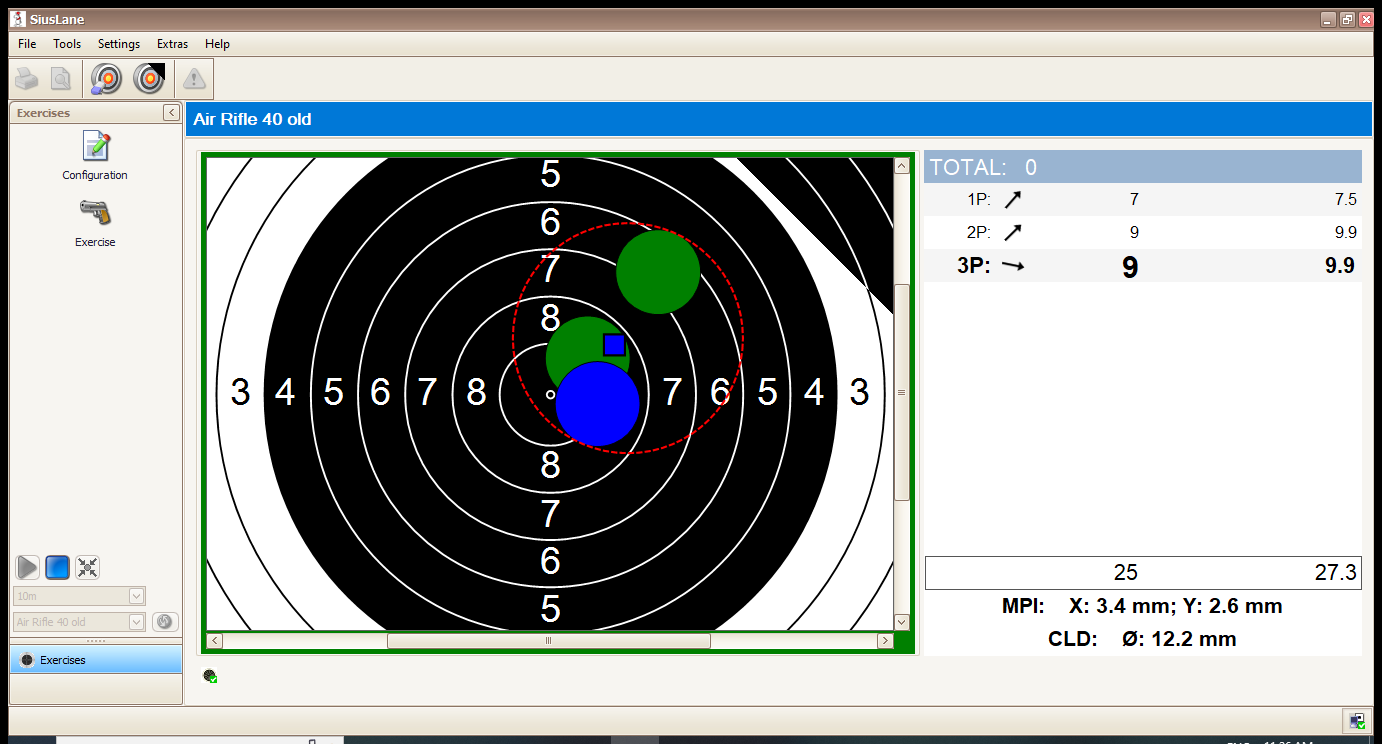 SiusLane
File Tools Settings Extras Help
Exercises
Configuration
Exercise
10m
Air Rifle 40 old
Exercises
Air Rifle 40 old
5
6
7
8
3 4 5 6 7 8 7 6 5 4 3
8
7
6
5
TOTAL: 0
1P: 7 7.5
2P: 9 9.9
3P: 9 9.9
25 27.3
MPI: X: 3.4 mm; Y: 2.6 mm
CLD: Ø: 12.2 mm